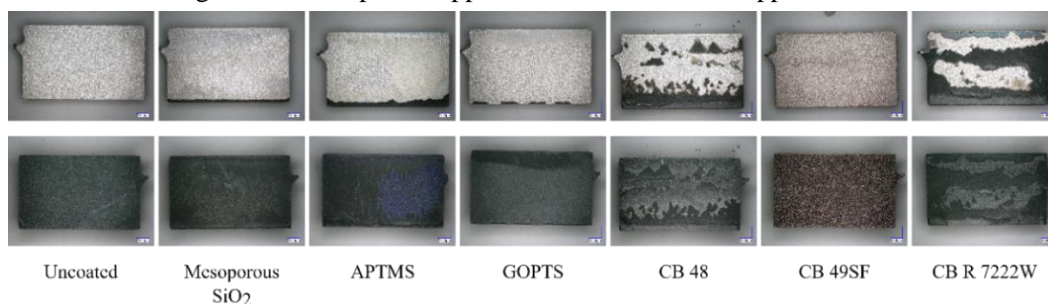 Uncoated
Mesoporous
SiO2
APTMS
GOPTS
CB 48
CB 49SF
CB R 7222W